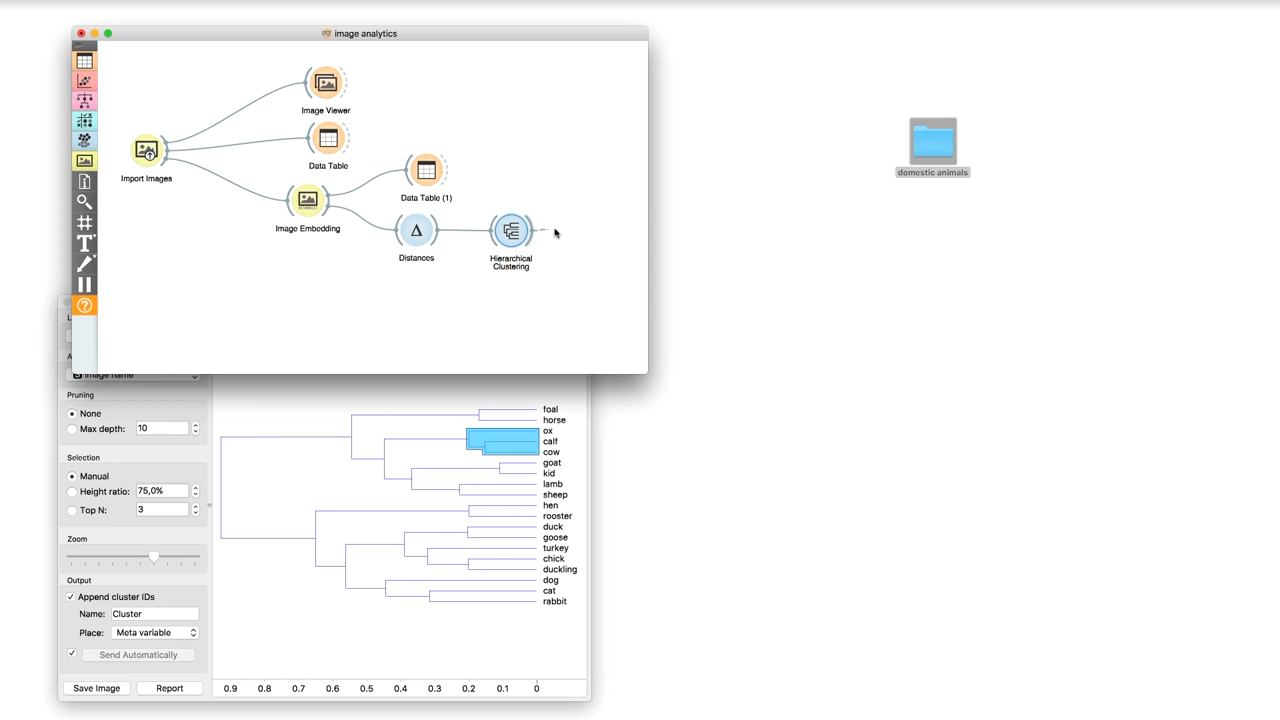 image analytics
Image Viewer
Data Table
Import Images
Data Table (1)
Image Embedding
Distances
Hierarchical
Clustering
domestic animals
image name
Pruning
None
Max depth: 10
Selection
Manual
Height ratio: 75,0%
Top N: 3
Zoom
Output
Append cluster IDs
Name: Cluster
Place: Meta variable
Send Automatically
Save Image Report
foal
horse
ox
calf
cow
goat
kid
lamb
sheep
hen
rooster
duck
goose
turkey
chick
duckling
dog
cat
rabbit
0.9 0.8 0.7 0.6 0.5 0.4 0.3 0.2 0.1 0